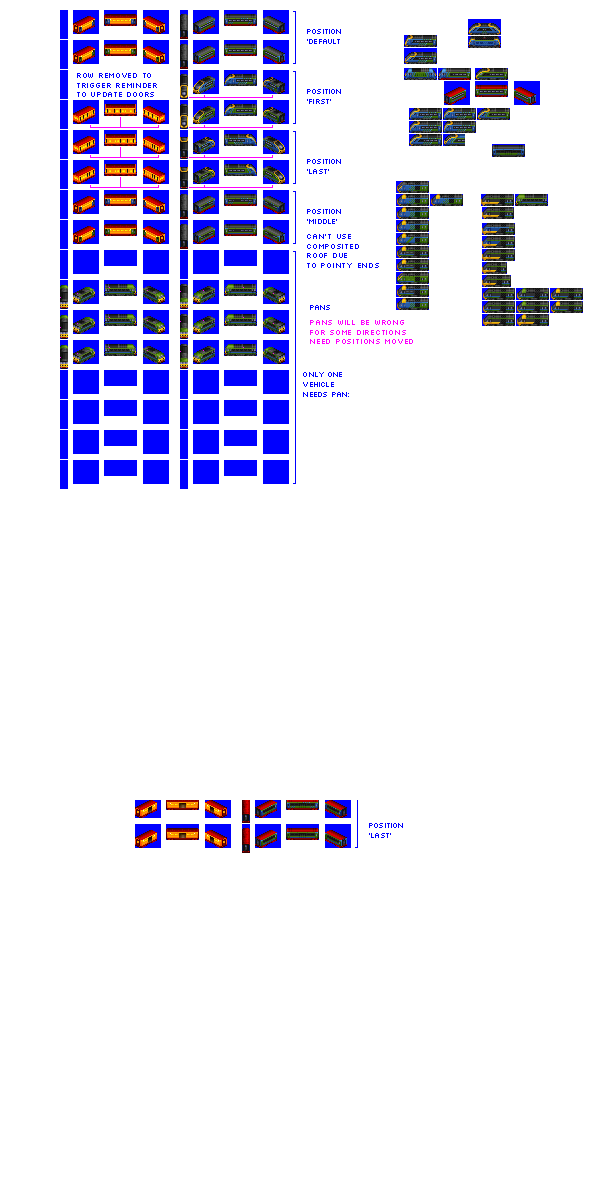 POSITION
'DEFAULT
ROW REMOVED TO
TRIGGER REMINDER
TO UPDATE DOORS
POSITION
'FIRST'
POSITION
'LAST'
POSITION
'MIDDLE'
CAN'T USE
COMPOSITED
ROOF DUE
TO POINTY ENDS
PANS
PANS WILL BE WRONG
FOR SOME DIRECTIONS
NEED POSITIONS MOVED
ONLY ONE
VEHICLE
NEEDS PAN:
POSITION
'LAST'